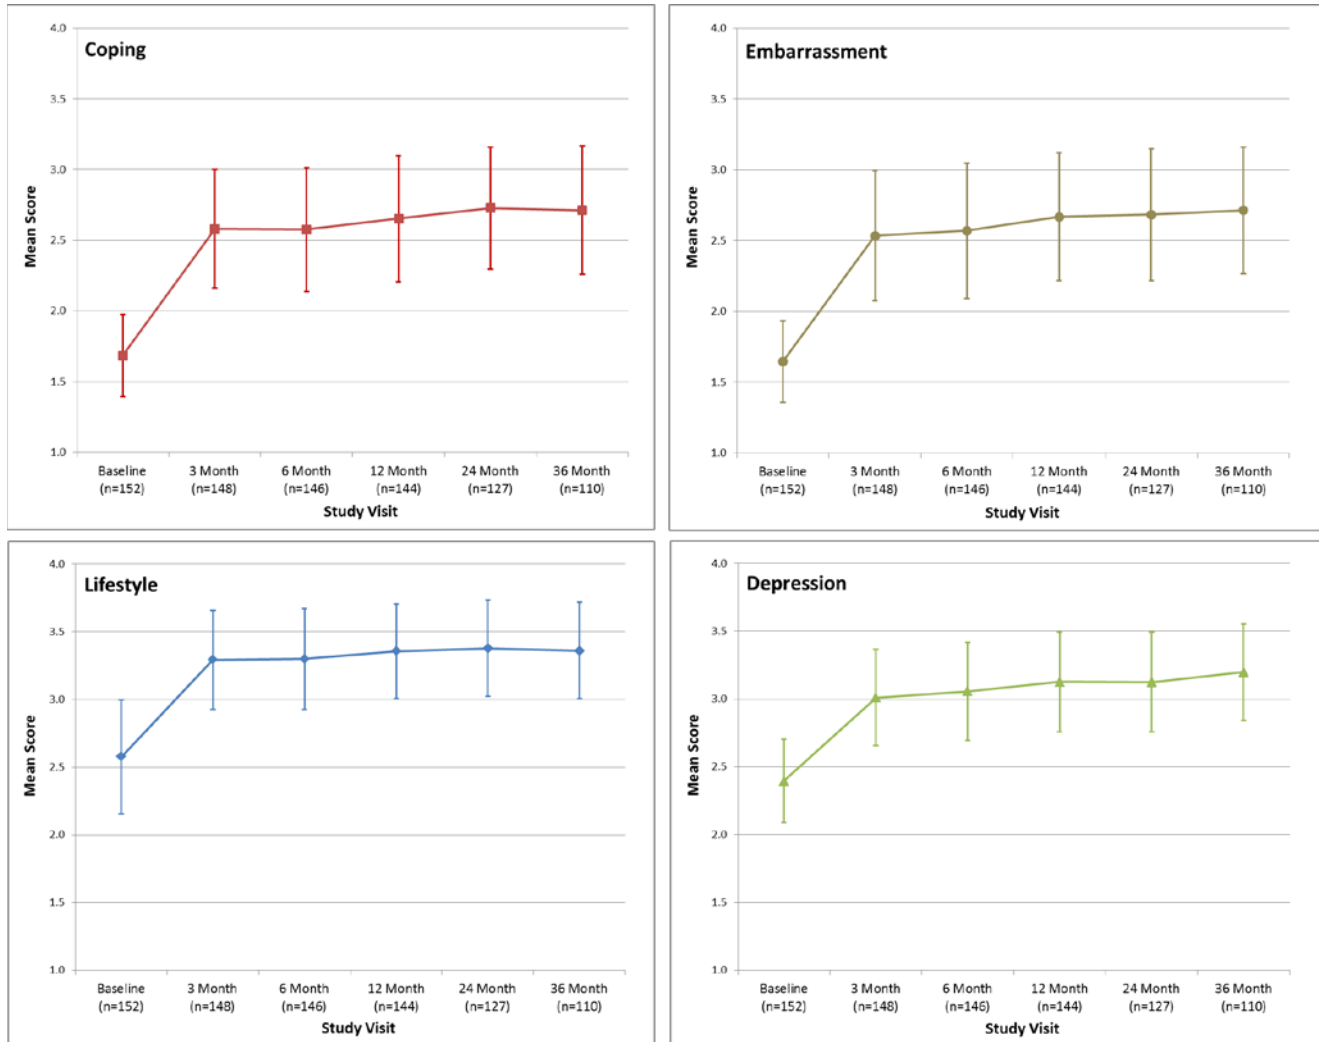 Coping
4.0
3.5
3.0
2.5
2.0
1.5
1.0
Mean Score
Baseline 3 Month 6 Month 12 Month 24 Month 36 Month
(n=152) (n=148) (n=146) (n=144) (n=127) (n=110)
Study Visit
Embarrassment
4.0
3.5
3.0
2.5
2.0
1.5
1.0
Mean Score
Baseline 3 Month 6 Month 12 Month 24 Month 36 Month
(n=152) (n=148) (n=146) (n=144) (n=127) (n=110)
Study Visit
Lifestyle
4.0
3.5
3.0
2.5
2.0
1.5
1.0
Mean Score
Baseline 3 Month 6 Month 12 Month 24 Month 36 Month
(n=152) (n=148) (n=146) (n=144) (n=127) (n=110)
Study Visit
Depression
4.0
3.5
3.0
2.5
2.0
1.5
1.0
Mean Score
Baseline 3 Month 6 Month 12 Month 24 Month 36 Month
(n=152) (n=148) (n=146) (n=144) (n=127) (n=110)
Study Visit